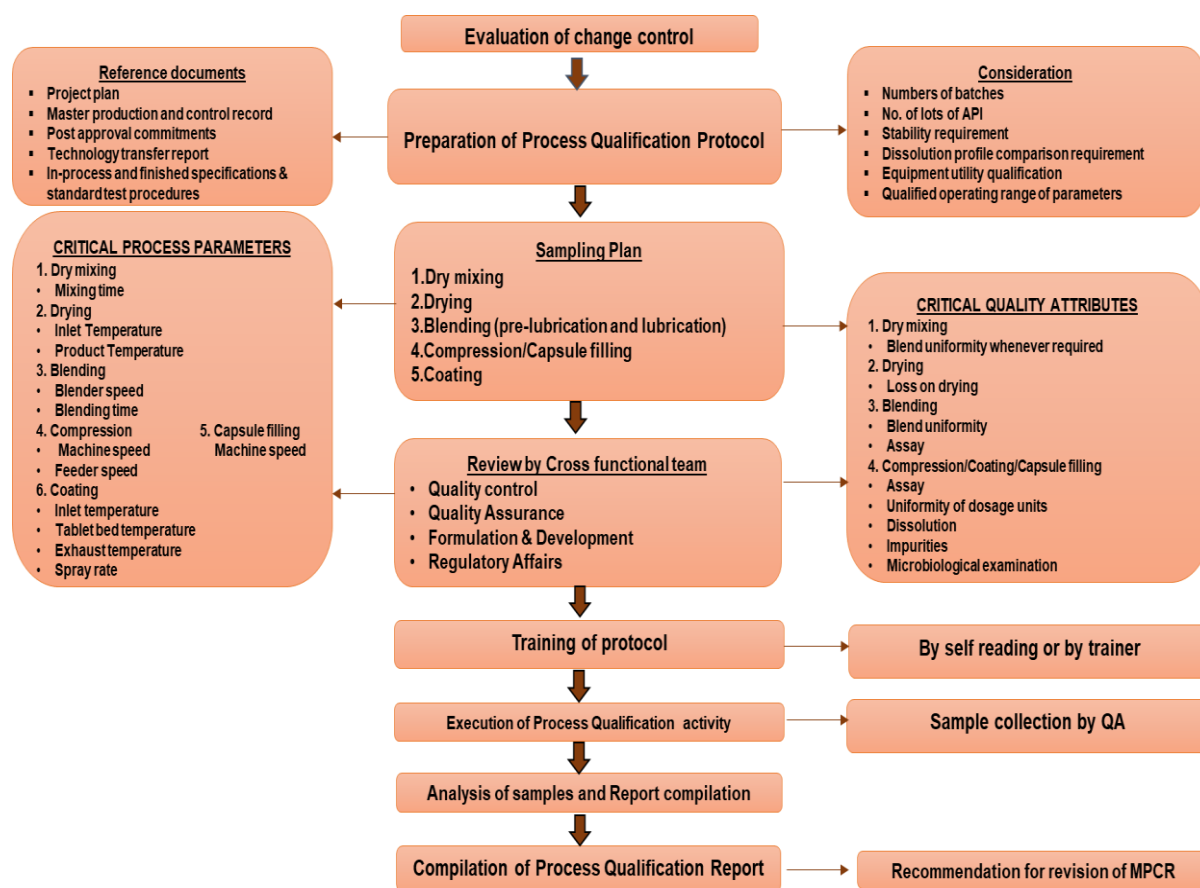 Evaluation of change control
Reference documents
▪ Project plan
▪ Master production and control record
▪ Post approval commitments
▪ Technology transfer report
▪ In-process and finished specifications &
standard test procedures
Preparation of Process Qualification Protocol
Consideration
▪ Numbers of batches
▪ No. of lots of API
▪ Stability requirement
▪ Dissolution profile comparison requirement
▪ Equipment utility qualification
▪ Qualified operating range of parameters
CRITICAL PROCESS PARAMETERS
1. Dry mixing
• Mixing time
2. Drying
• Inlet Temperature
• Product Temperature
3. Blending
• Blender speed
• Blending time
4. Compression 5. Capsule filling
• Machine speed Machine speed
• Feeder speed
6. Coating
• Inlet temperature
• Tablet bed temperature
• Exhaust temperature
• Spray rate
Sampling Plan
1.Dry mixing
2.Drying
3.Blending (pre-lubrication and lubrication)
4.Compression/Capsule filling
5.Coating
CRITICAL QUALITY ATTRIBUTES
1. Dry mixing
• Blend uniformity whenever required
2. Drying
• Loss on drying
3. Blending
• Blend uniformity
• Assay
4. Compression/Coating/Capsule filling
• Assay
• Uniformity of dosage units
• Dissolution
• Impurities
• Microbiological examination
Review by Cross functional team
• Quality control
• Quality Assurance
• Formulation & Development
• Regulatory Affairs
Training of protocol
By self reading or by trainer
Execution of Process Qualification activity
Sample collection by QA
Analysis of samples and Report compilation
Compilation of Process Qualification Report
Recommendation for revision of MPCR